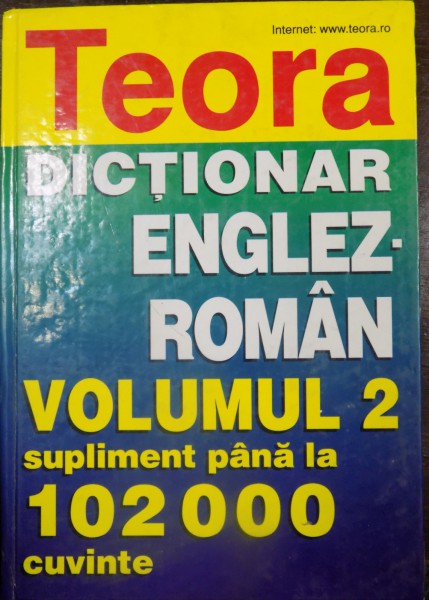 Internet: www.teora.ro
Teora
DICȚIONAR
ENGLEZ-
ROMÂN
VOLUMUL 2
supliment până la
102 000
cuvinte